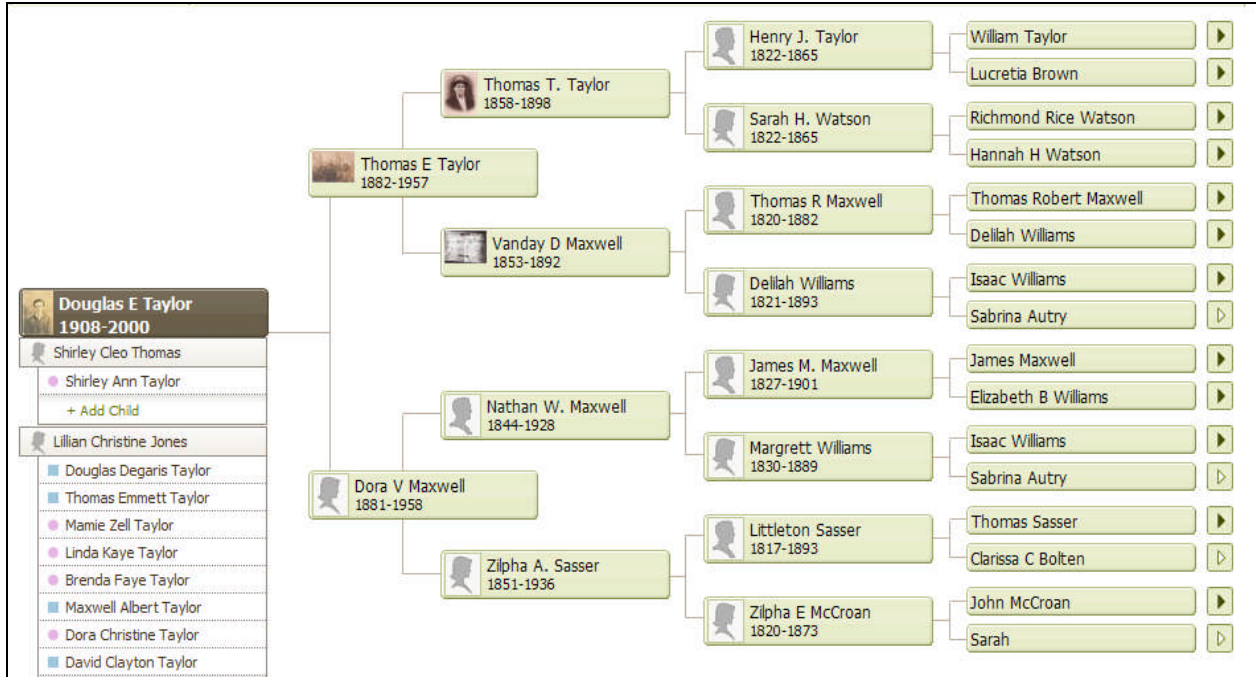 Douglas E Taylor
1908-2000
Shirley Cleo Thomas
Shirley Ann Taylor
+ Add Child
Lillian Christine Jones
Douglas Degaris Taylor
Thomas Emmett Taylor
Mamie Zell Taylor
Linda Kaye Taylor
Brenda Faye Taylor
Maxwell Albert Taylor
Dora Christine Taylor
David Clayton Taylor
Thomas E Taylor
1882-1957
Dora V Maxwell
1881-1958
Thomas T. Taylor
1858-1898
Vanday D Maxwell
1853-1892
Nathan W. Maxwell
1844-1928
Zilpha A. Sasser
1851-1936
Henry J. Taylor
1822-1865
Sarah H. Watson
1822-1865
Thomas R Maxwell
1820-1882
Delilah Williams
1821-1893
James M. Maxwell
1827-1901
Margrett Williams
1830-1889
Littleton Sasser
1817-1893
Zilpha E McCroan
1820-1873
William Taylor
Lucretia Brown
Richmond Rice Watson
Hannah H Watson
Thomas Robert Maxwell
Delilah Williams
Isaac Williams
Sabrina Autry
James Maxwell
Elizabeth B Williams
Isaac Williams
Sabrina Autry
Thomas Sasser
Clarissa C Bolten
John McCroan
Sarah